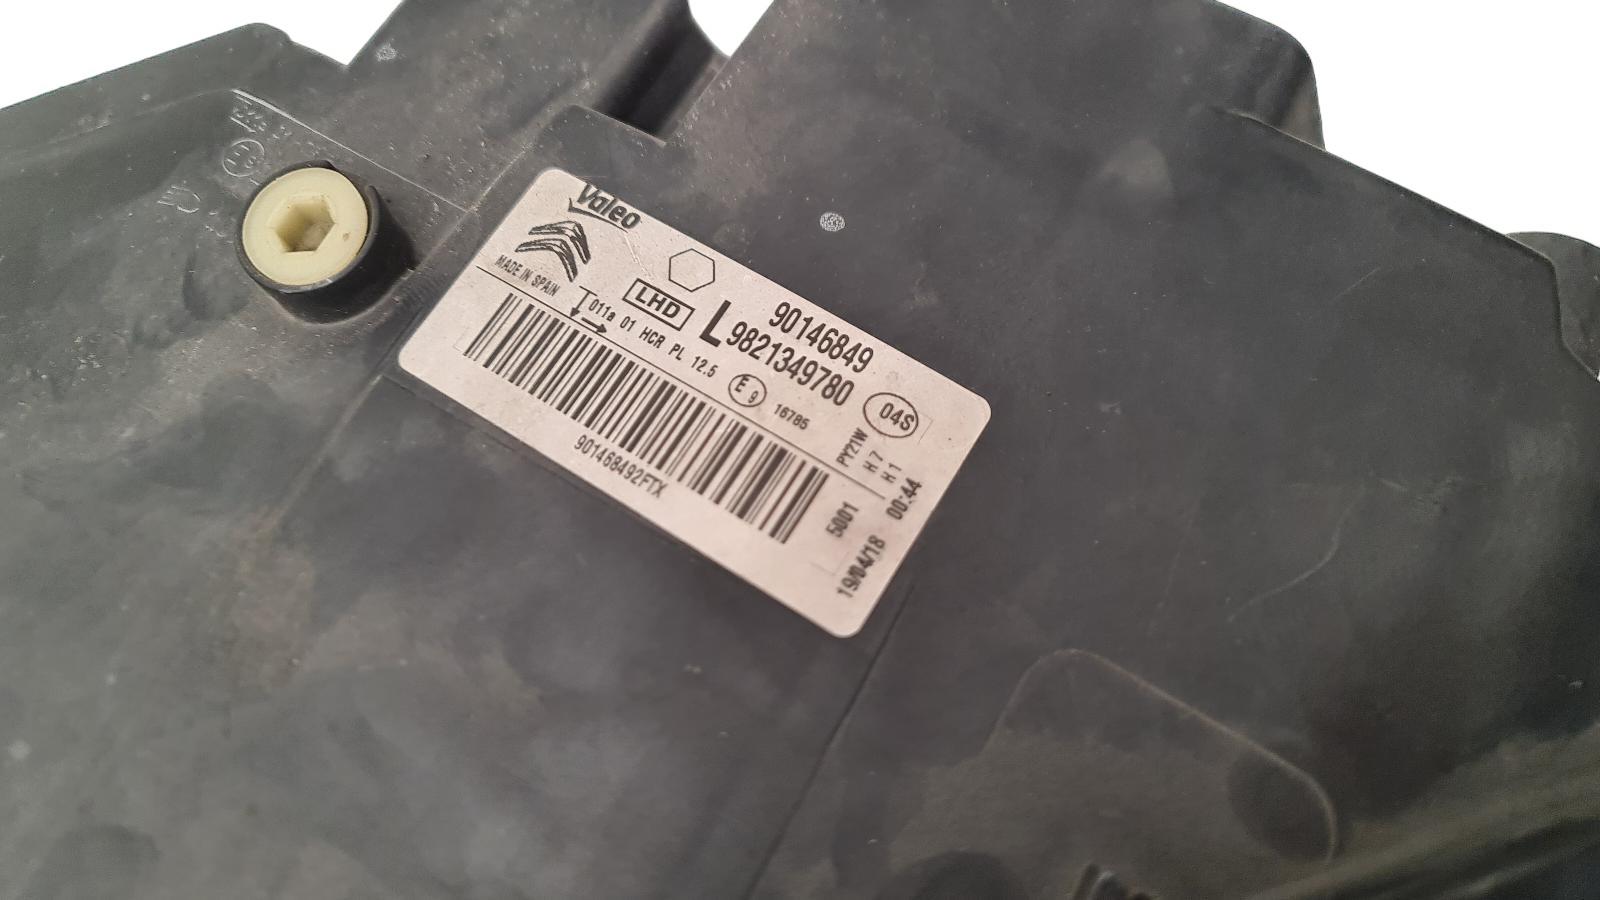 Valeo
MADE IN SPAIN
LHD
L
90146849
9821349780
04S
011a 01 HCR PL 12.5
E 9
16785
PY21W
H7
H1
901468492FTX
5001
19/04/18 00:44